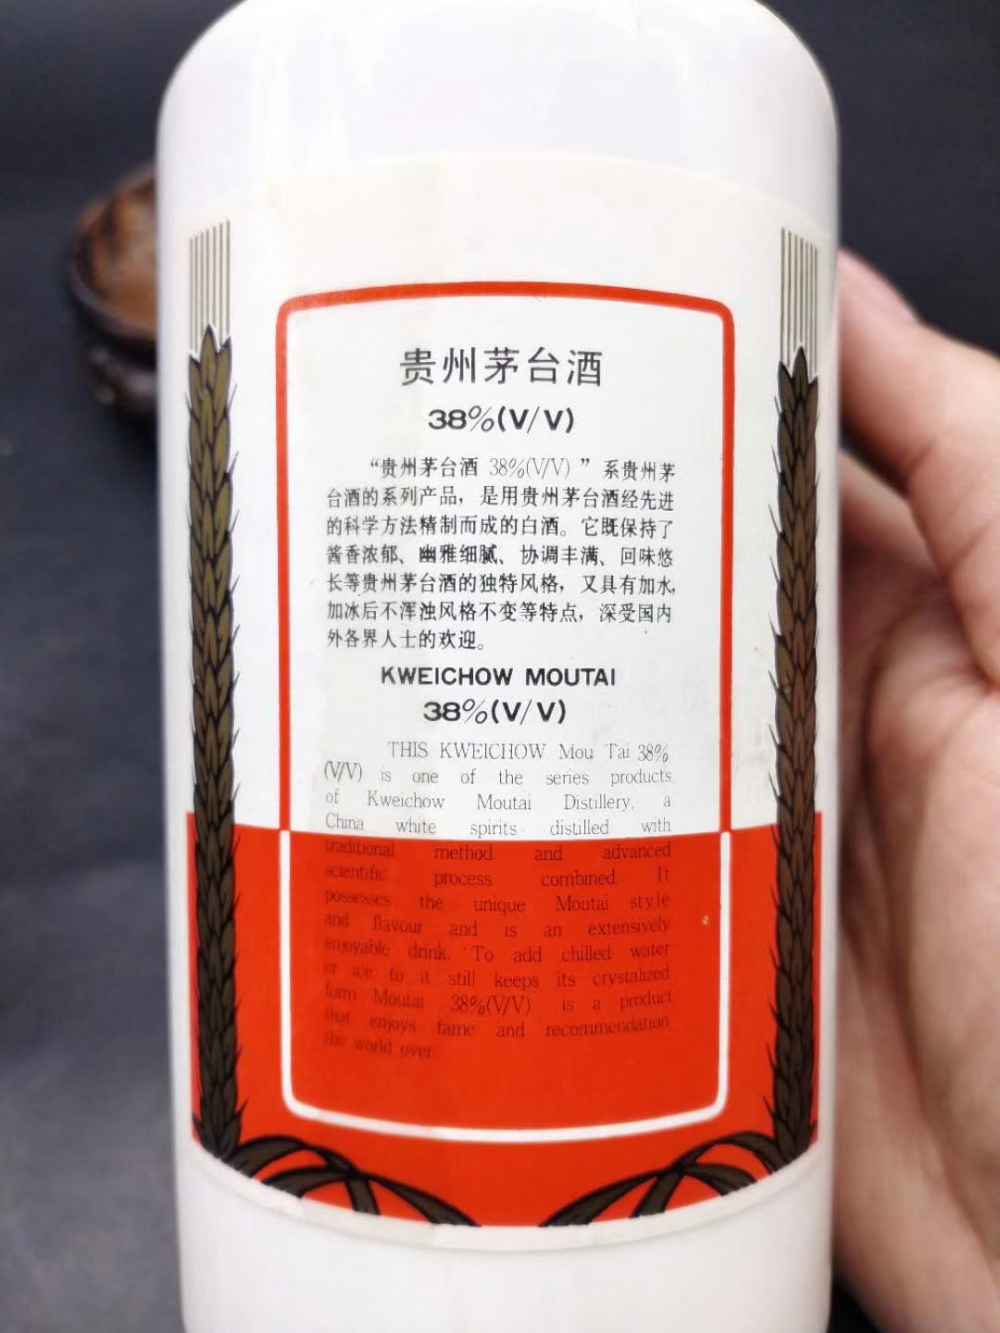 贵州茅台酒
38%(V/V)
“贵州茅台酒 38%(V/V)”系贵州茅
台酒的系列产品，是用贵州茅台酒经先进
的科学方法精制而成的白酒。它既保持了
酱香浓郁、幽雅细腻、协调丰满、回味悠
长等贵州茅台酒的独特风格，又具有加水，
加冰后不浑浊风格不变等特点，深受国内
外各界人士的欢迎。
KWEICHOW MOUTAI
38%(V/V)
THIS KWEICHOW Mou Tai 38%
(V/V) is one of the series products
of Kweichow Moutai Distillery, a
China white spirits distilled with
traditional method and advanced
scientific process combined. It
possesses the unique Moutai style
and flavour and is an extensively
enjoyable drink. To add chilled water
or ice to it still keeps its crystalized
form Moutai 38%(V/V) is a product
that enjoys fame and recommendation
the world over.